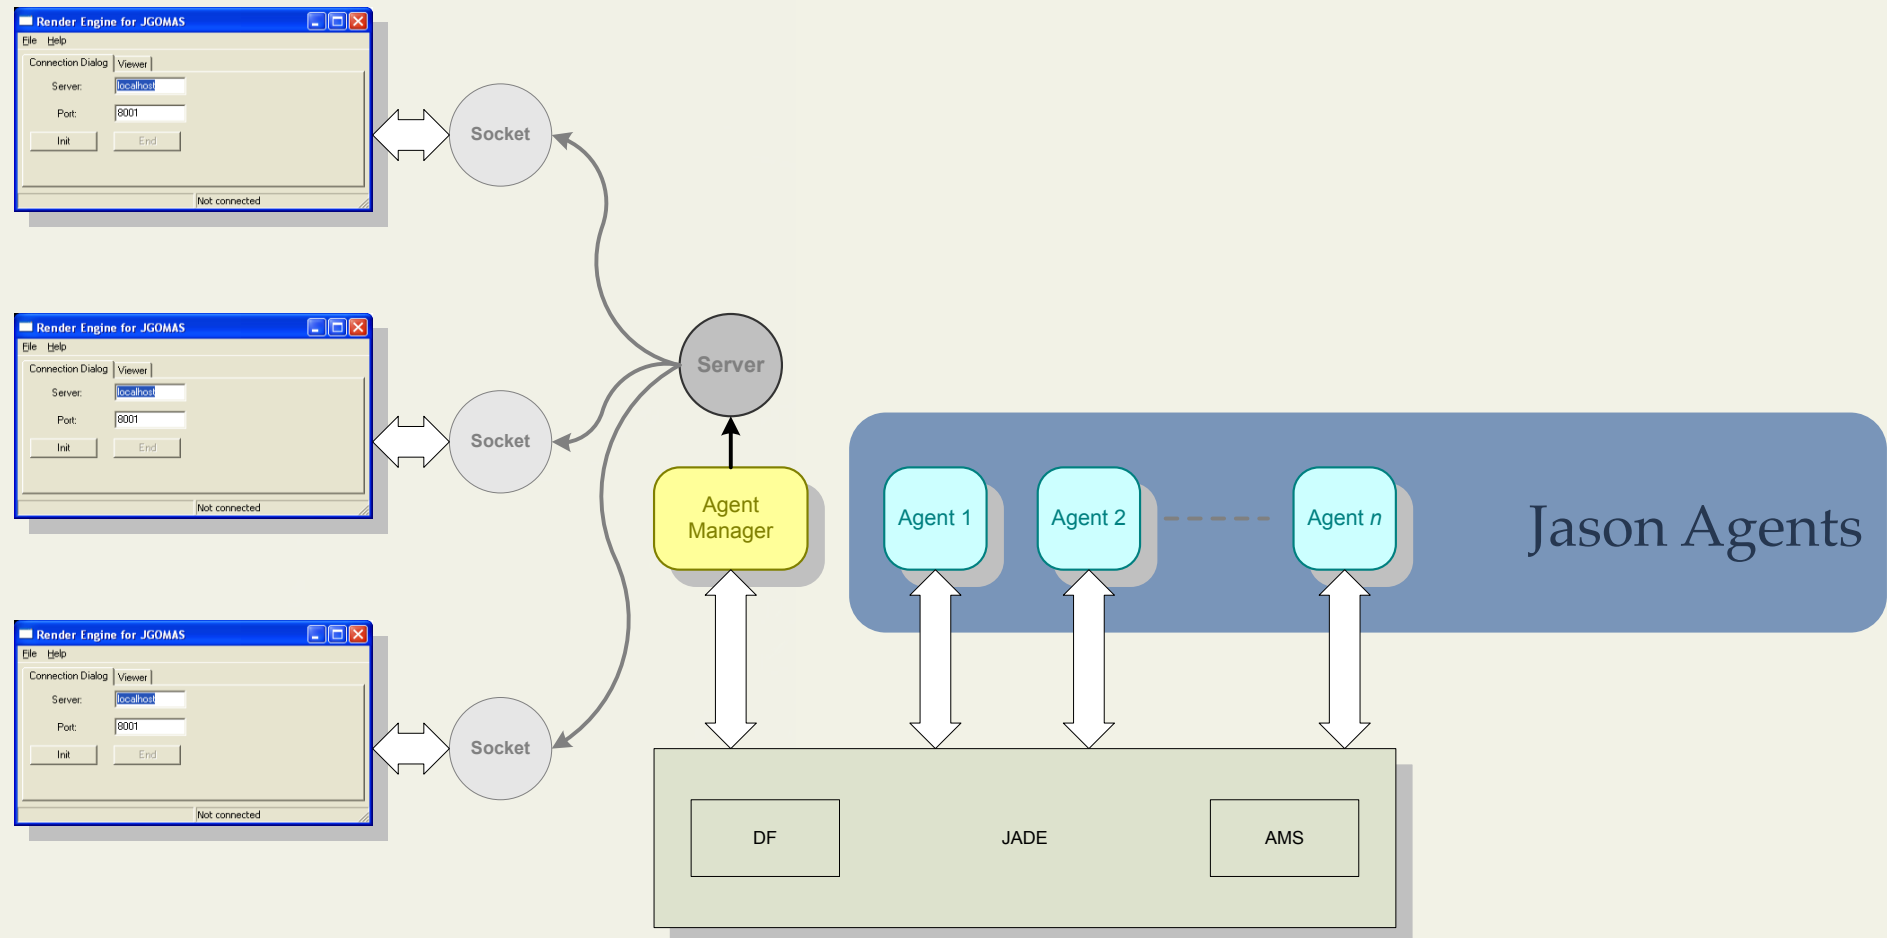 Render Engine for JGOMAS
File Help
Connection Dialog Viewer
Server: localhost
Port: 8001
Init End
Not connected
Socket
Render Engine for JGOMAS
File Help
Connection Dialog Viewer
Server: localhost
Port: 8001
Init End
Not connected
Socket
Render Engine for JGOMAS
File Help
Connection Dialog Viewer
Server: localhost
Port: 8001
Init End
Not connected
Socket
Server
Agent
Manager
Agent 1
Agent 2
Agent n
Jason Agents
DF
JADE
AMS